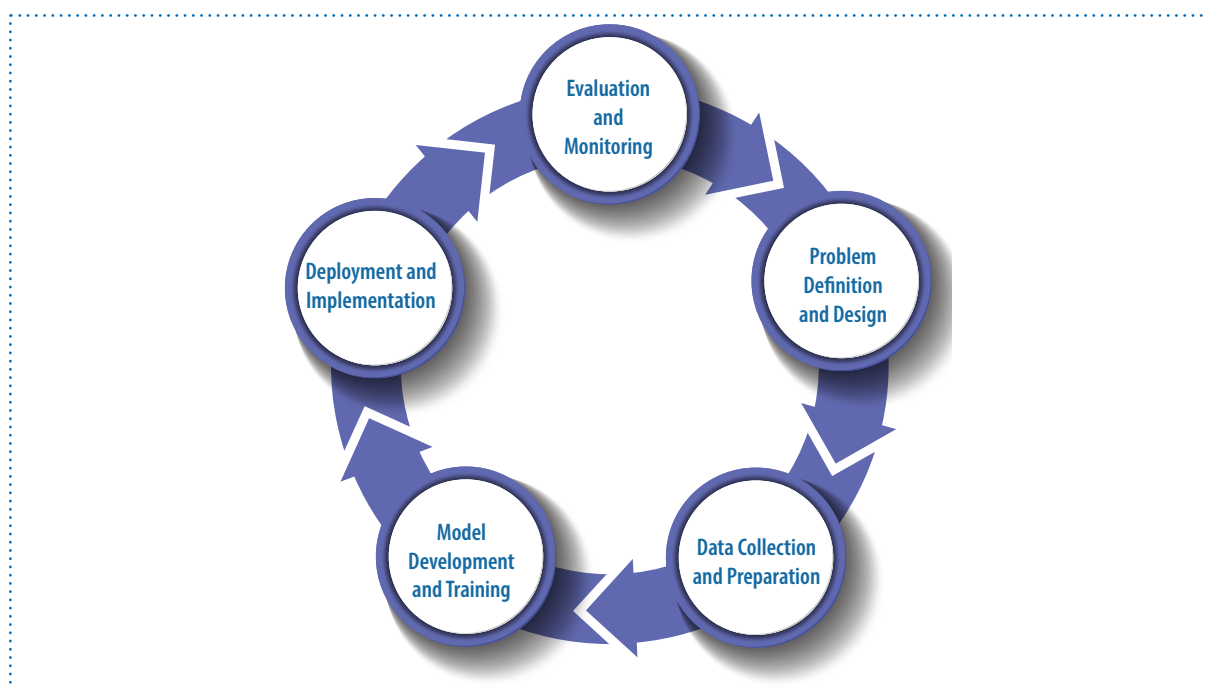 Evaluation
and
Monitoring
Problem
Definition
and Design
Data Collection
and Preparation
Model
Development
and Training
Deployment and
Implementation